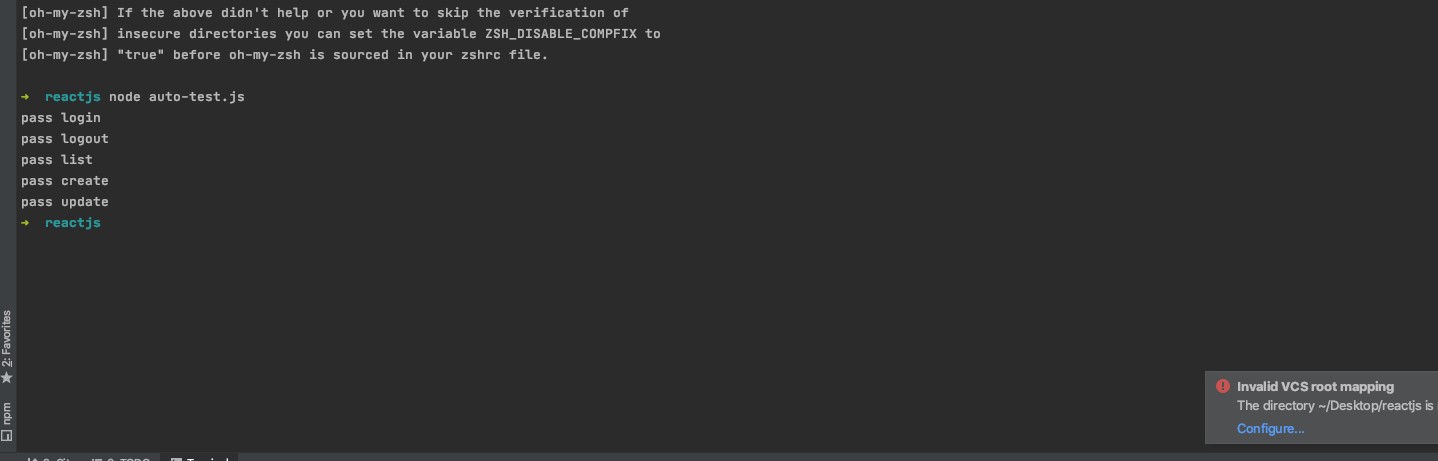 [oh-my-zsh] If the above didn't help or you want to skip the verification of
[oh-my-zsh] insecure directories you can set the variable ZSH_DISABLE_COMPFIX to
[oh-my-zsh] "true" before oh-my-zsh is sourced in your zshrc file.
→ reactjs node auto-test.js
pass login
pass logout
pass list
pass create
pass update
→ reactjs
2: Favorites
npm
Invalid VCS root mapping
The directory ~/Desktop/reactjs is
Configure...